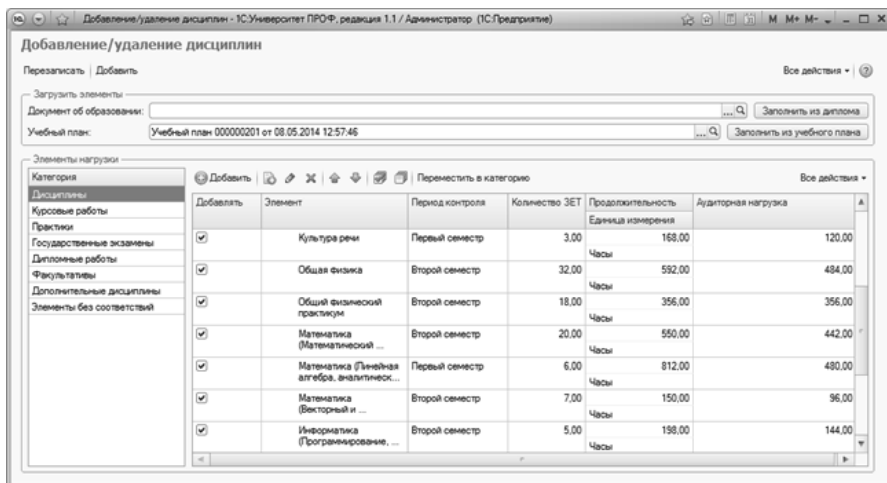 Добавление/удаление дисциплин - 1С:Университет ПРОФ, редакция 1.1 / Администратор (1С:Предприятие)
M M+ M-
Добавление/удаление дисциплин
Перезаписать Добавить Все действия
Загрузить элементы
Документ об образовании: ... Заполнить из диплома
Учебный план: Учебный план 000000201 от 08.05.2014 12:57:46 ... Заполнить из учебного плана
Элементы нагрузки
Категория
Дисциплины
Курсовые работы
Практики
Государственные экзамены
Дипломные работы
Факультативы
Дополнительные дисциплины
Элементы без соответствий
Добавить Переместить в категорию Все действия
Добавлять Элемент Период контроля Количество ЗЕТ Продолжительность Аудиторная нагрузка
Единица измерения
Культура речи Первый семестр 3,00 168,00 120,00
Часы
Общая физика Второй семестр 32,00 592,00 484,00
Часы
Общий физический Второй семестр 18,00 356,00 356,00
практикум Часы
Математика Второй семестр 20,00 550,00 442,00
(Математический ... Часы
Математика (Линейная Первый семестр 6,00 812,00 480,00
алгебра, аналитическ... Часы
Математика Второй семестр 7,00 150,00 96,00
(Векторный и ... Часы
Информатика Второй семестр 5,00 198,00 144,00
(Программирование, ... Часы